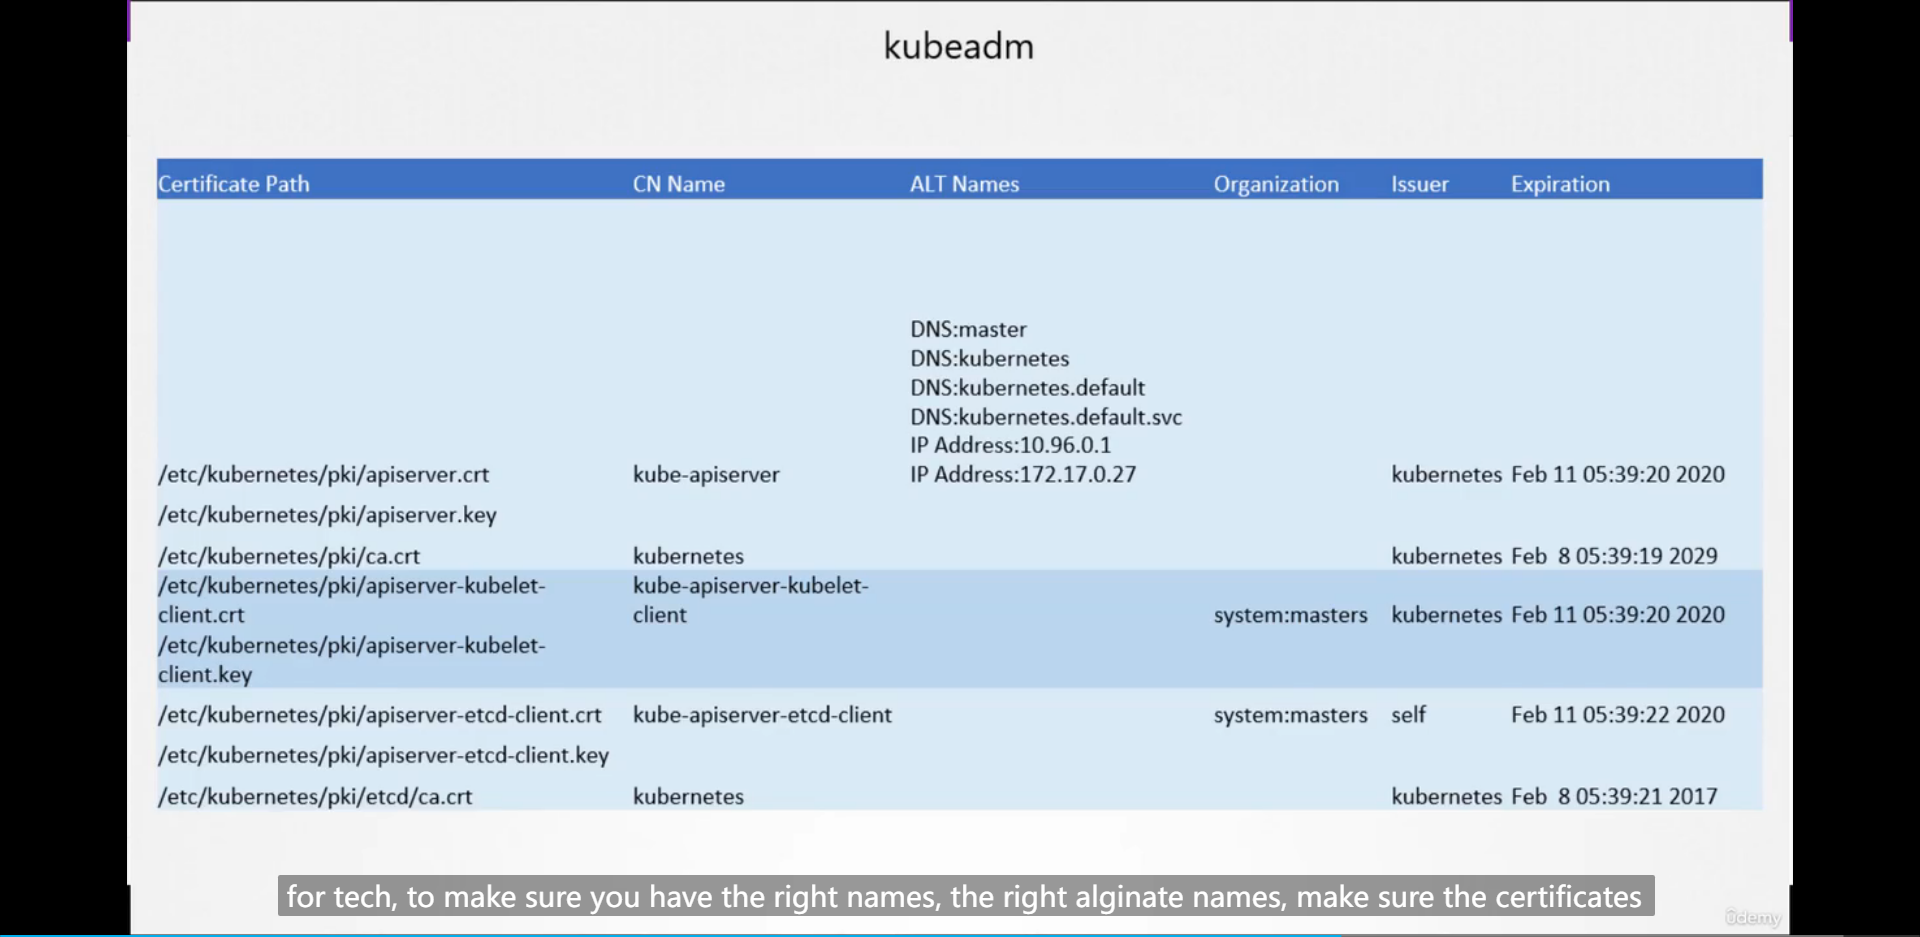 kubeadm
Certificate Path CN Name ALT Names Organization Issuer Expiration
DNS:master
DNS:kubernetes
DNS:kubernetes.default
DNS:kubernetes.default.svc
IP Address:10.96.0.1
/etc/kubernetes/pki/apiserver.crt kube-apiserver IP Address:172.17.0.27 kubernetes Feb 11 05:39:20 2020
/etc/kubernetes/pki/apiserver.key
/etc/kubernetes/pki/ca.crt kubernetes kubernetes Feb 8 05:39:19 2029
/etc/kubernetes/pki/apiserver-kubelet- kube-apiserver-kubelet-
client.crt client system:masters kubernetes Feb 11 05:39:20 2020
/etc/kubernetes/pki/apiserver-kubelet-
client.key
/etc/kubernetes/pki/apiserver-etcd-client.crt kube-apiserver-etcd-client system:masters self Feb 11 05:39:22 2020
/etc/kubernetes/pki/apiserver-etcd-client.key
/etc/kubernetes/pki/etcd/ca.crt kubernetes kubernetes Feb 8 05:39:21 2017
for tech, to make sure you have the right names, the right alginate names, make sure the certificates
ûdemy